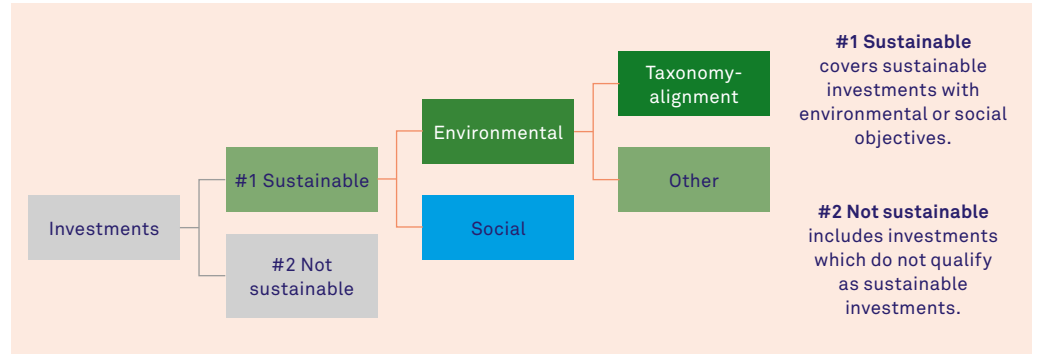 Investments
#1 Sustainable
#2 Not
sustainable
Environmental
Social
Taxonomy-
alignment
Other
#1 Sustainable
covers sustainable
investments with
environmental or social
objectives.
#2 Not sustainable
includes investments
which do not qualify
as sustainable
investments.